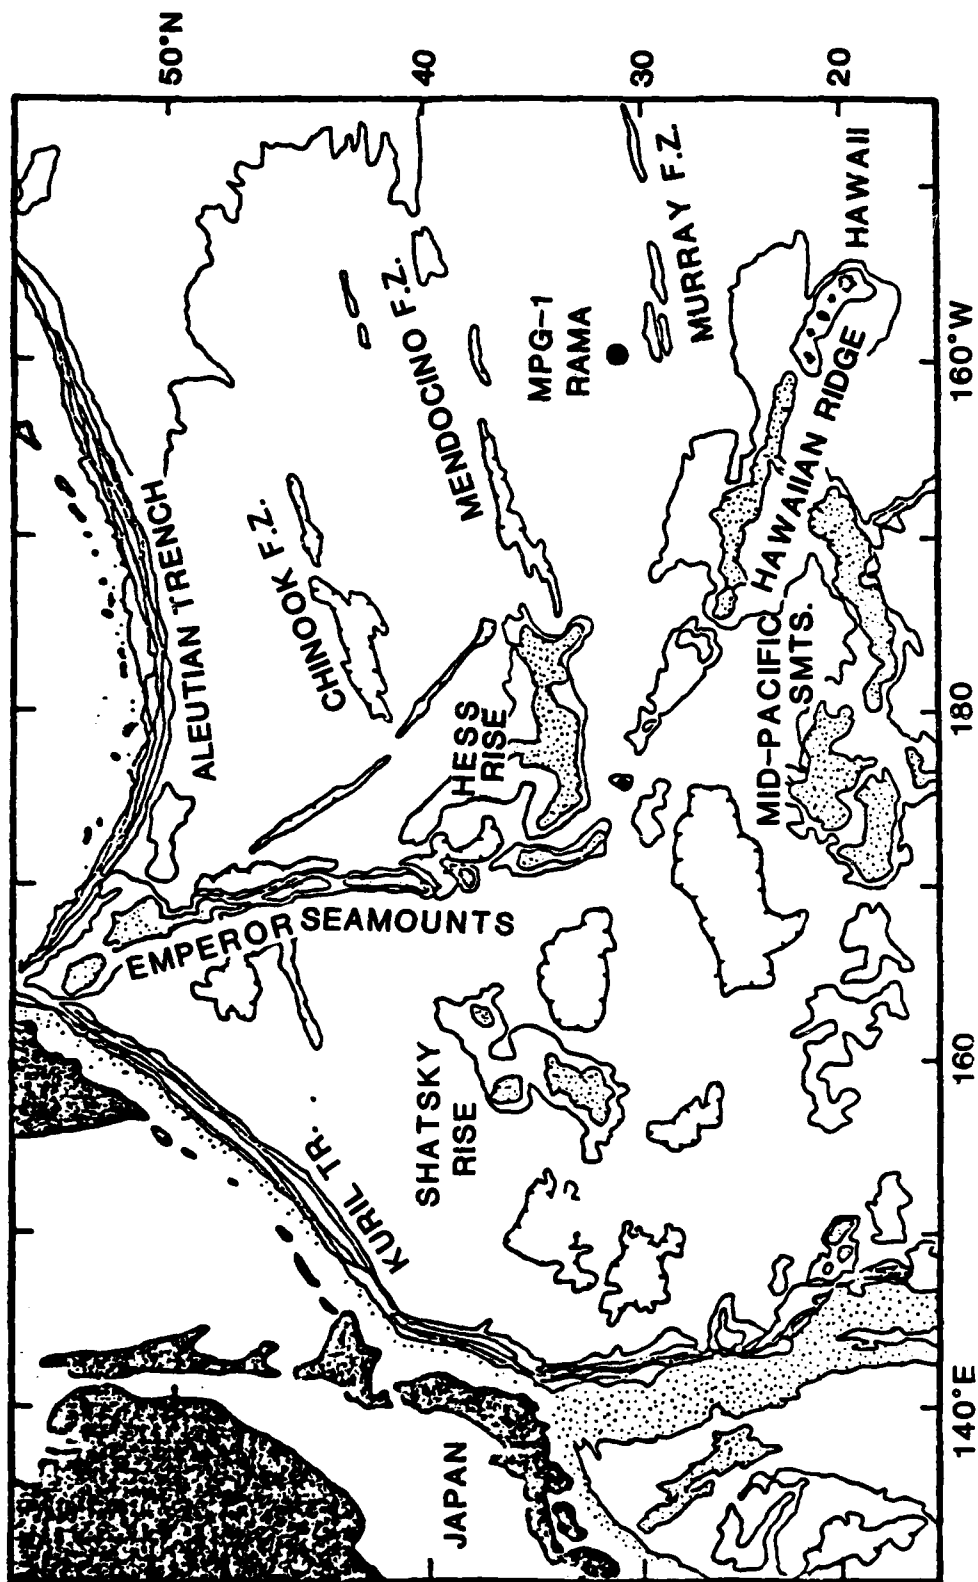 50°N
40
30
20
160°W
180
160
140°E
ALEUTIAN TRENCH
CHINOOK F.Z.
MENDOCINO F.Z.
MPG-1
RAMA
MURRAY F.Z.
HAWAII
HAWAIIAN RIDGE
MID-PACIFIC
SMTS.
HESS
RISE
EMPEROR SEAMOUNTS
SHATSKY
RISE
KURIL TR.
JAPAN